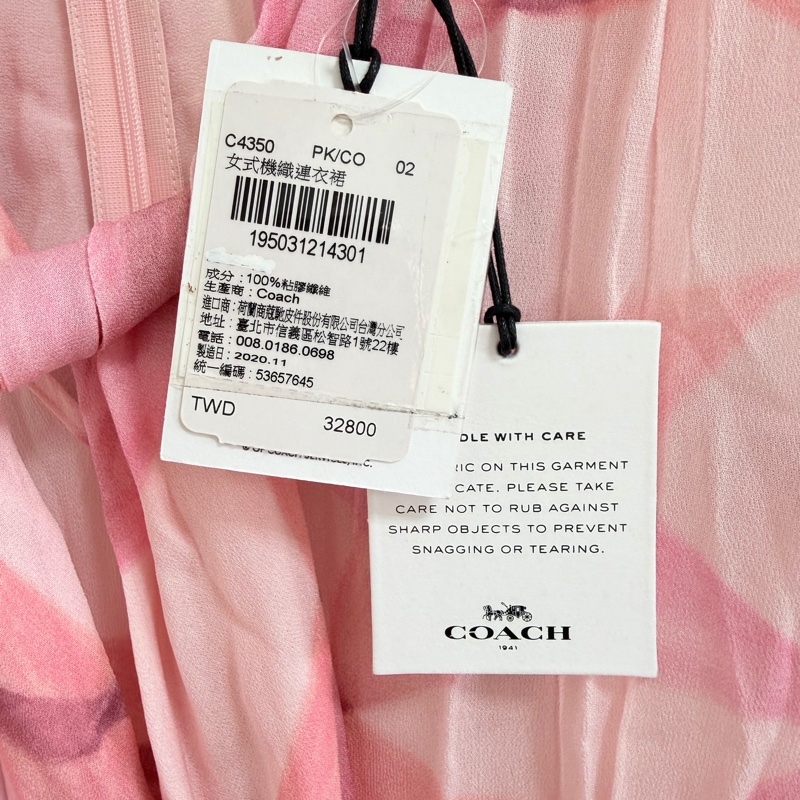 C4350 PK/CO 02
女式機織連衣裙
195031214301
成分：100%粘膠纖維
生產商：Coach
進口商：荷蘭商蔻馳皮件股份有限公司台灣分公司
地址：臺北市信義區松智路1號22樓
電話：008.0186.0698
製造日：2020.11
統一編碼：53657645
TWD 32800
OF COACH
WITH CARE
ON THIS GARMENT
PLEASE TAKE
CARE NOT TO RUB AGAINST
SHARP OBJECTS TO PREVENT
SNAGGING OR TEARING.
COACH
1941